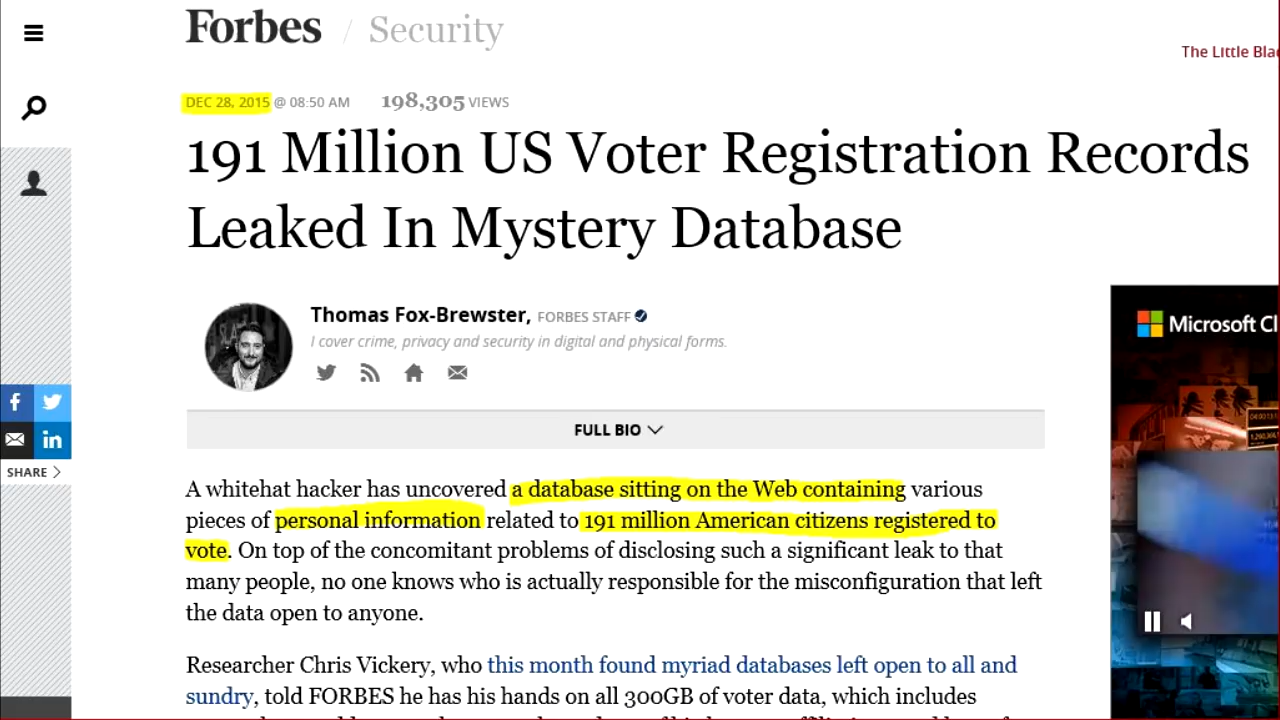 Forbes / Security
The Little Blac
DEC 28, 2015 @ 08:50 AM 198,305 VIEWS
191 Million US Voter Registration Records
Leaked In Mystery Database
Thomas Fox-Brewster, FORBES STAFF
I cover crime, privacy and security in digital and physical forms.
FULL BIO
SHARE
Microsoft Cl
A whitehat hacker has uncovered a database sitting on the Web containing various
pieces of personal information related to 191 million American citizens registered to
vote. On top of the concomitant problems of disclosing such a significant leak to that
many people, no one knows who is actually responsible for the misconfiguration that left
the data open to anyone.
Researcher Chris Vickery, who this month found myriad databases left open to all and
sundry, told FORBES he has his hands on all 300GB of voter data, which includes